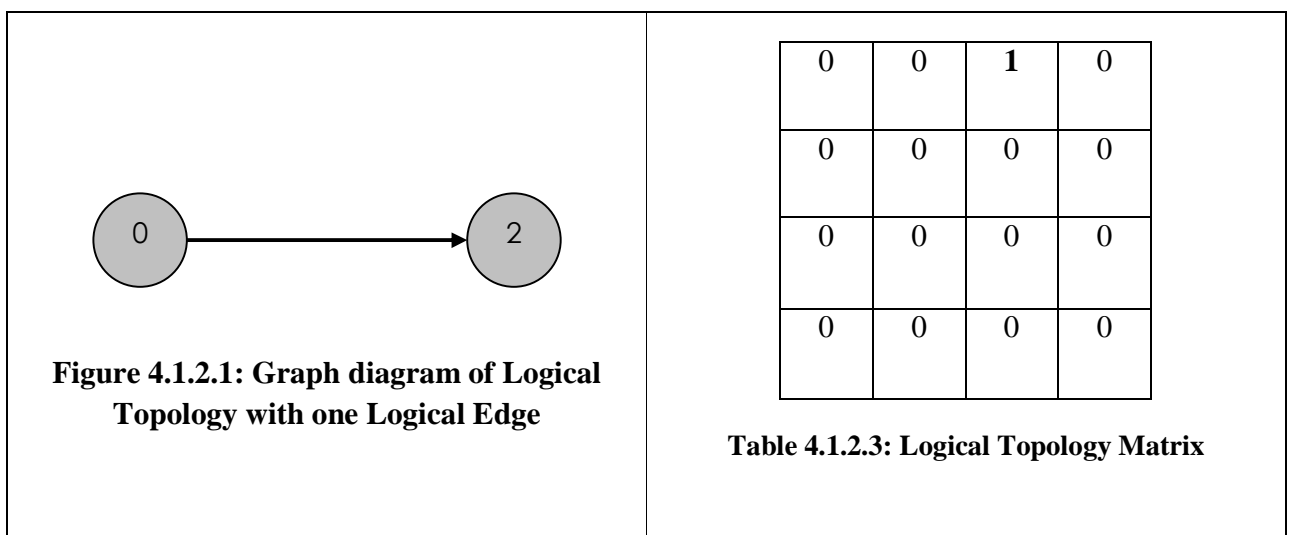 0
2
Figure 4.1.2.1: Graph diagram of Logical
Topology with one Logical Edge
0 0 1 0
0 0 0 0
0 0 0 0
0 0 0 0
Table 4.1.2.3: Logical Topology Matrix